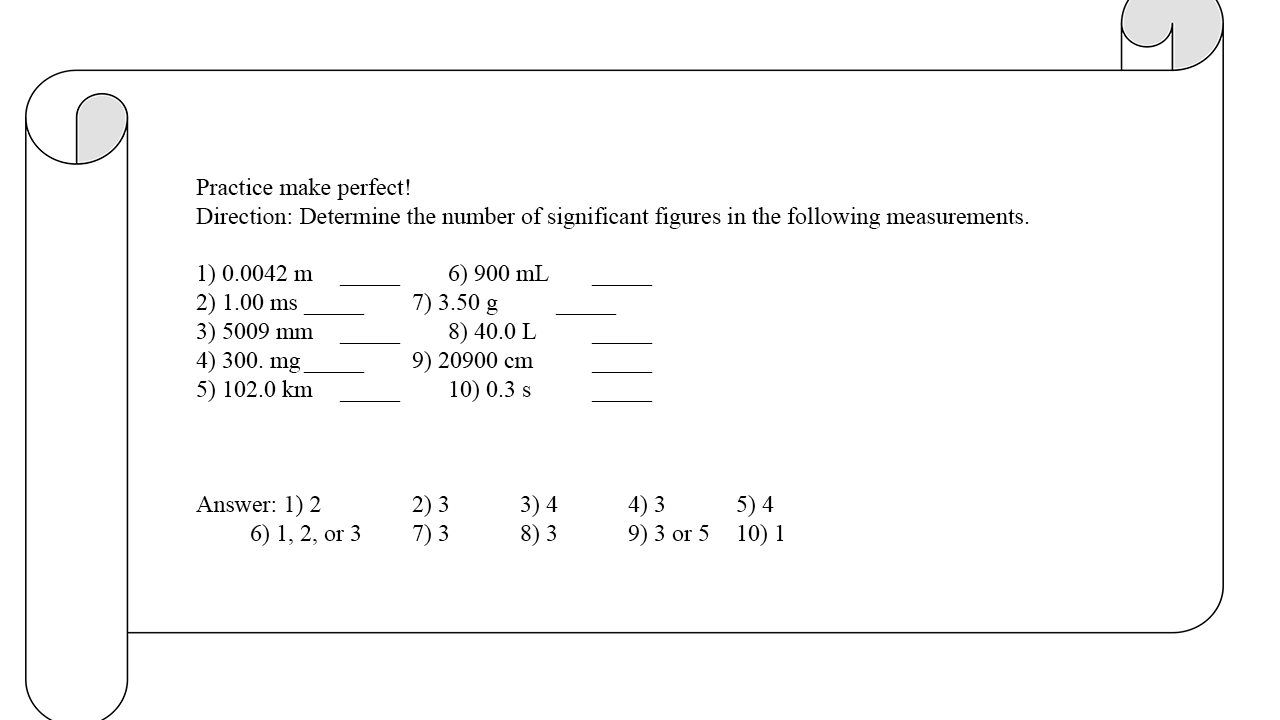 Practice make perfect!
Direction: Determine the number of significant figures in the following measurements.
1) 0.0042 m _____ 6) 900 mL _____
2) 1.00 ms _____ 7) 3.50 g _____
3) 5009 mm _____ 8) 40.0 L _____
4) 300. mg _____ 9) 20900 cm _____
5) 102.0 km _____ 10) 0.3 s _____
Answer: 1) 2 2) 3 3) 4 4) 3 5) 4
6) 1, 2, or 3 7) 3 8) 3 9) 3 or 5 10) 1